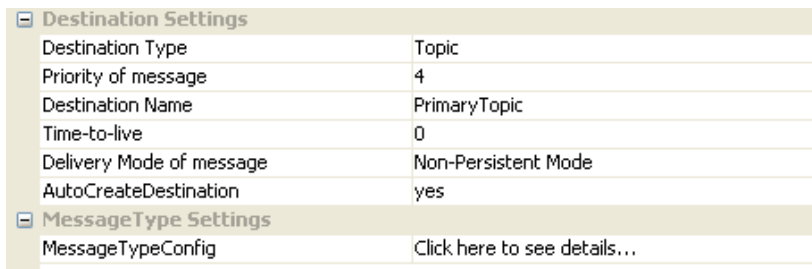 Destination Settings
Destination Type Topic
Priority of message 4
Destination Name PrimaryTopic
Time-to-live 0
Delivery Mode of message Non-Persistent Mode
AutoCreateDestination yes
MessageType Settings
MessageTypeConfig Click here to see details...